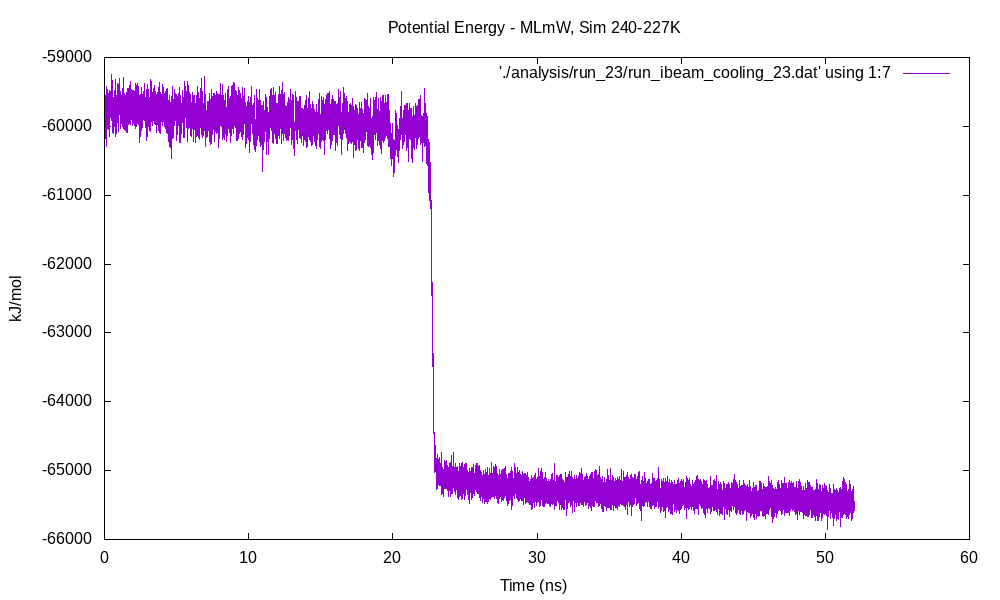 Potential Energy - MLmW, Sim 240-227K
'./analysis/run_23/run_ibeam_cooling_23.dat' using 1:7
-59000
-60000
-61000
-62000
-63000
-64000
-65000
-66000
kJ/mol
0 10 20 30 40 50 60
Time (ns)